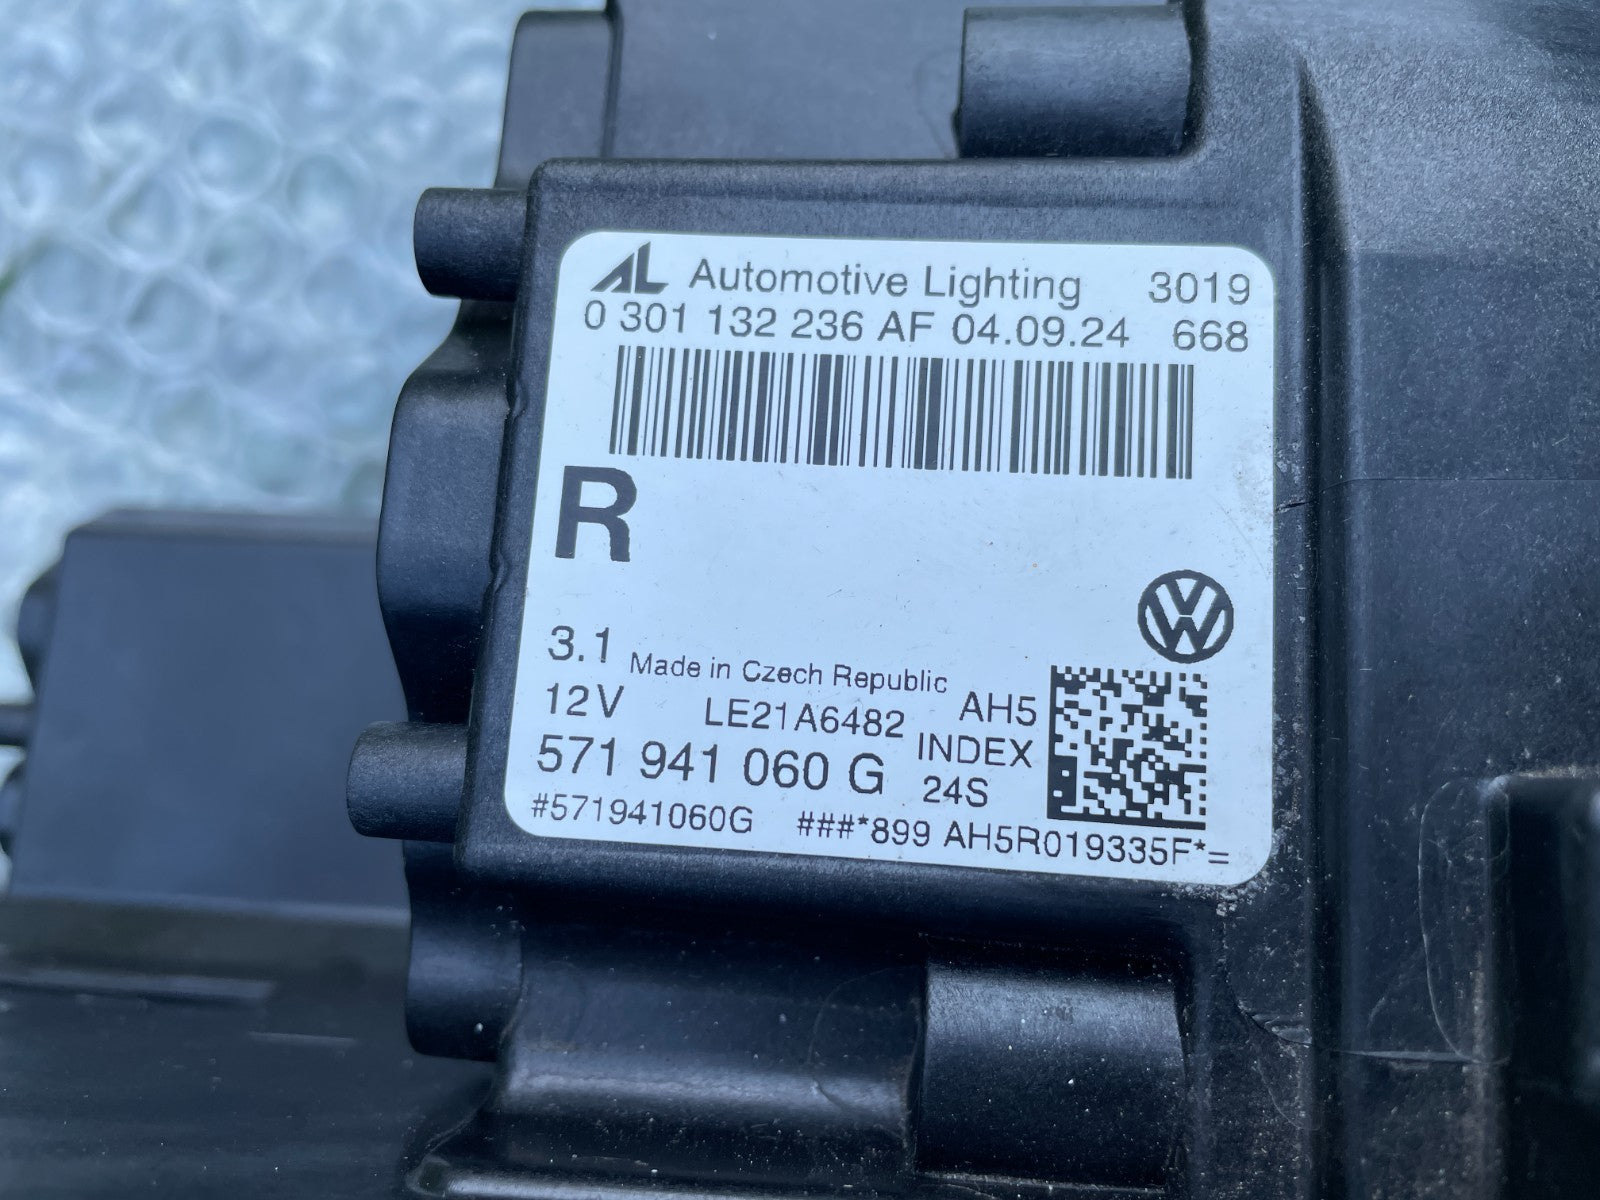 AL Automotive Lighting 3019
0 301 132 236 AF 04.09.24 668
R
VW
3.1 Made in Czech Republic
12V LE21A6482 AH5
571 941 060 G INDEX
24S
#571941060G ###*899 AH5R019335F*=